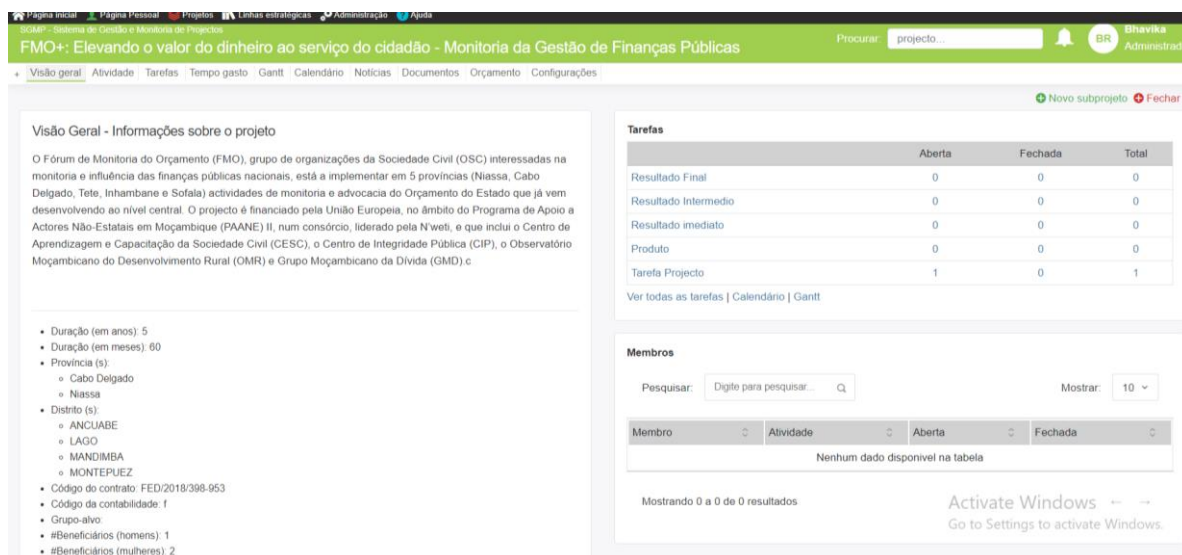 Página inicial Página Pessoal Projetos Linhas estratégicas Administração Ajuda
SGMP - Sistema de Gestão e Monitoria de Projectos
FMO+: Elevando o valor do dinheiro ao serviço do cidadão - Monitoria da Gestão de Finanças Públicas
Procurar: projecto...
BR
Bhavika
Administrad
+ Visão geral Atividade Tarefas Tempo gasto Gantt Calendário Notícias Documentos Orçamento Configurações
Novo subprojeto Fechar
Visão Geral - Informações sobre o projeto
O Fórum de Monitoria do Orçamento (FMO), grupo de organizações da Sociedade Civil (OSC) interessadas na
monitoria e influência das finanças públicas nacionais, está a implementar em 5 províncias (Niassa, Cabo
Delgado, Tete, Inhambane e Sofala) actividades de monitoria e advocacia do Orçamento do Estado que já vem
desenvolvendo ao nível central. O projecto é financiado pela União Europeia, no âmbito do Programa de Apoio a
Actores Não-Estatais em Moçambique (PAANE) II, num consórcio, liderado pela N'weti, e que inclui o Centro de
Aprendizagem e Capacitação da Sociedade Civil (CESC), o Centro de Integridade Pública (CIP), o Observatório
Moçambicano do Desenvolvimento Rural (OMR) e Grupo Moçambicano da Dívida (GMD).c
• Duração (em anos): 5
• Duração (em meses): 60
• Província (s):
◦ Cabo Delgado
◦ Niassa
• Distrito (s):
◦ ANCUABE
◦ LAGO
◦ MANDIMBA
◦ MONTEPUEZ
• Código do contrato: FED/2018/398-953
• Código da contabilidade: f
• Grupo-alvo:
• #Beneficiários (homens): 1
• #Beneficiários (mulheres): 2
Tarefas
Aberta Fechada Total
Resultado Final 0 0 0
Resultado Intermedio 0 0 0
Resultado imediato 0 0 0
Produto 0 0 0
Tarefa Projecto 1 0 1
Ver todas as tarefas | Calendário | Gantt
Membros
Pesquisar: Digite para pesquisar... Mostrar: 10
Membro Atividade Aberta Fechada
Nenhum dado disponivel na tabela
Mostrando 0 a 0 de 0 resultados
Activate Windows
Go to Settings to activate Windows.